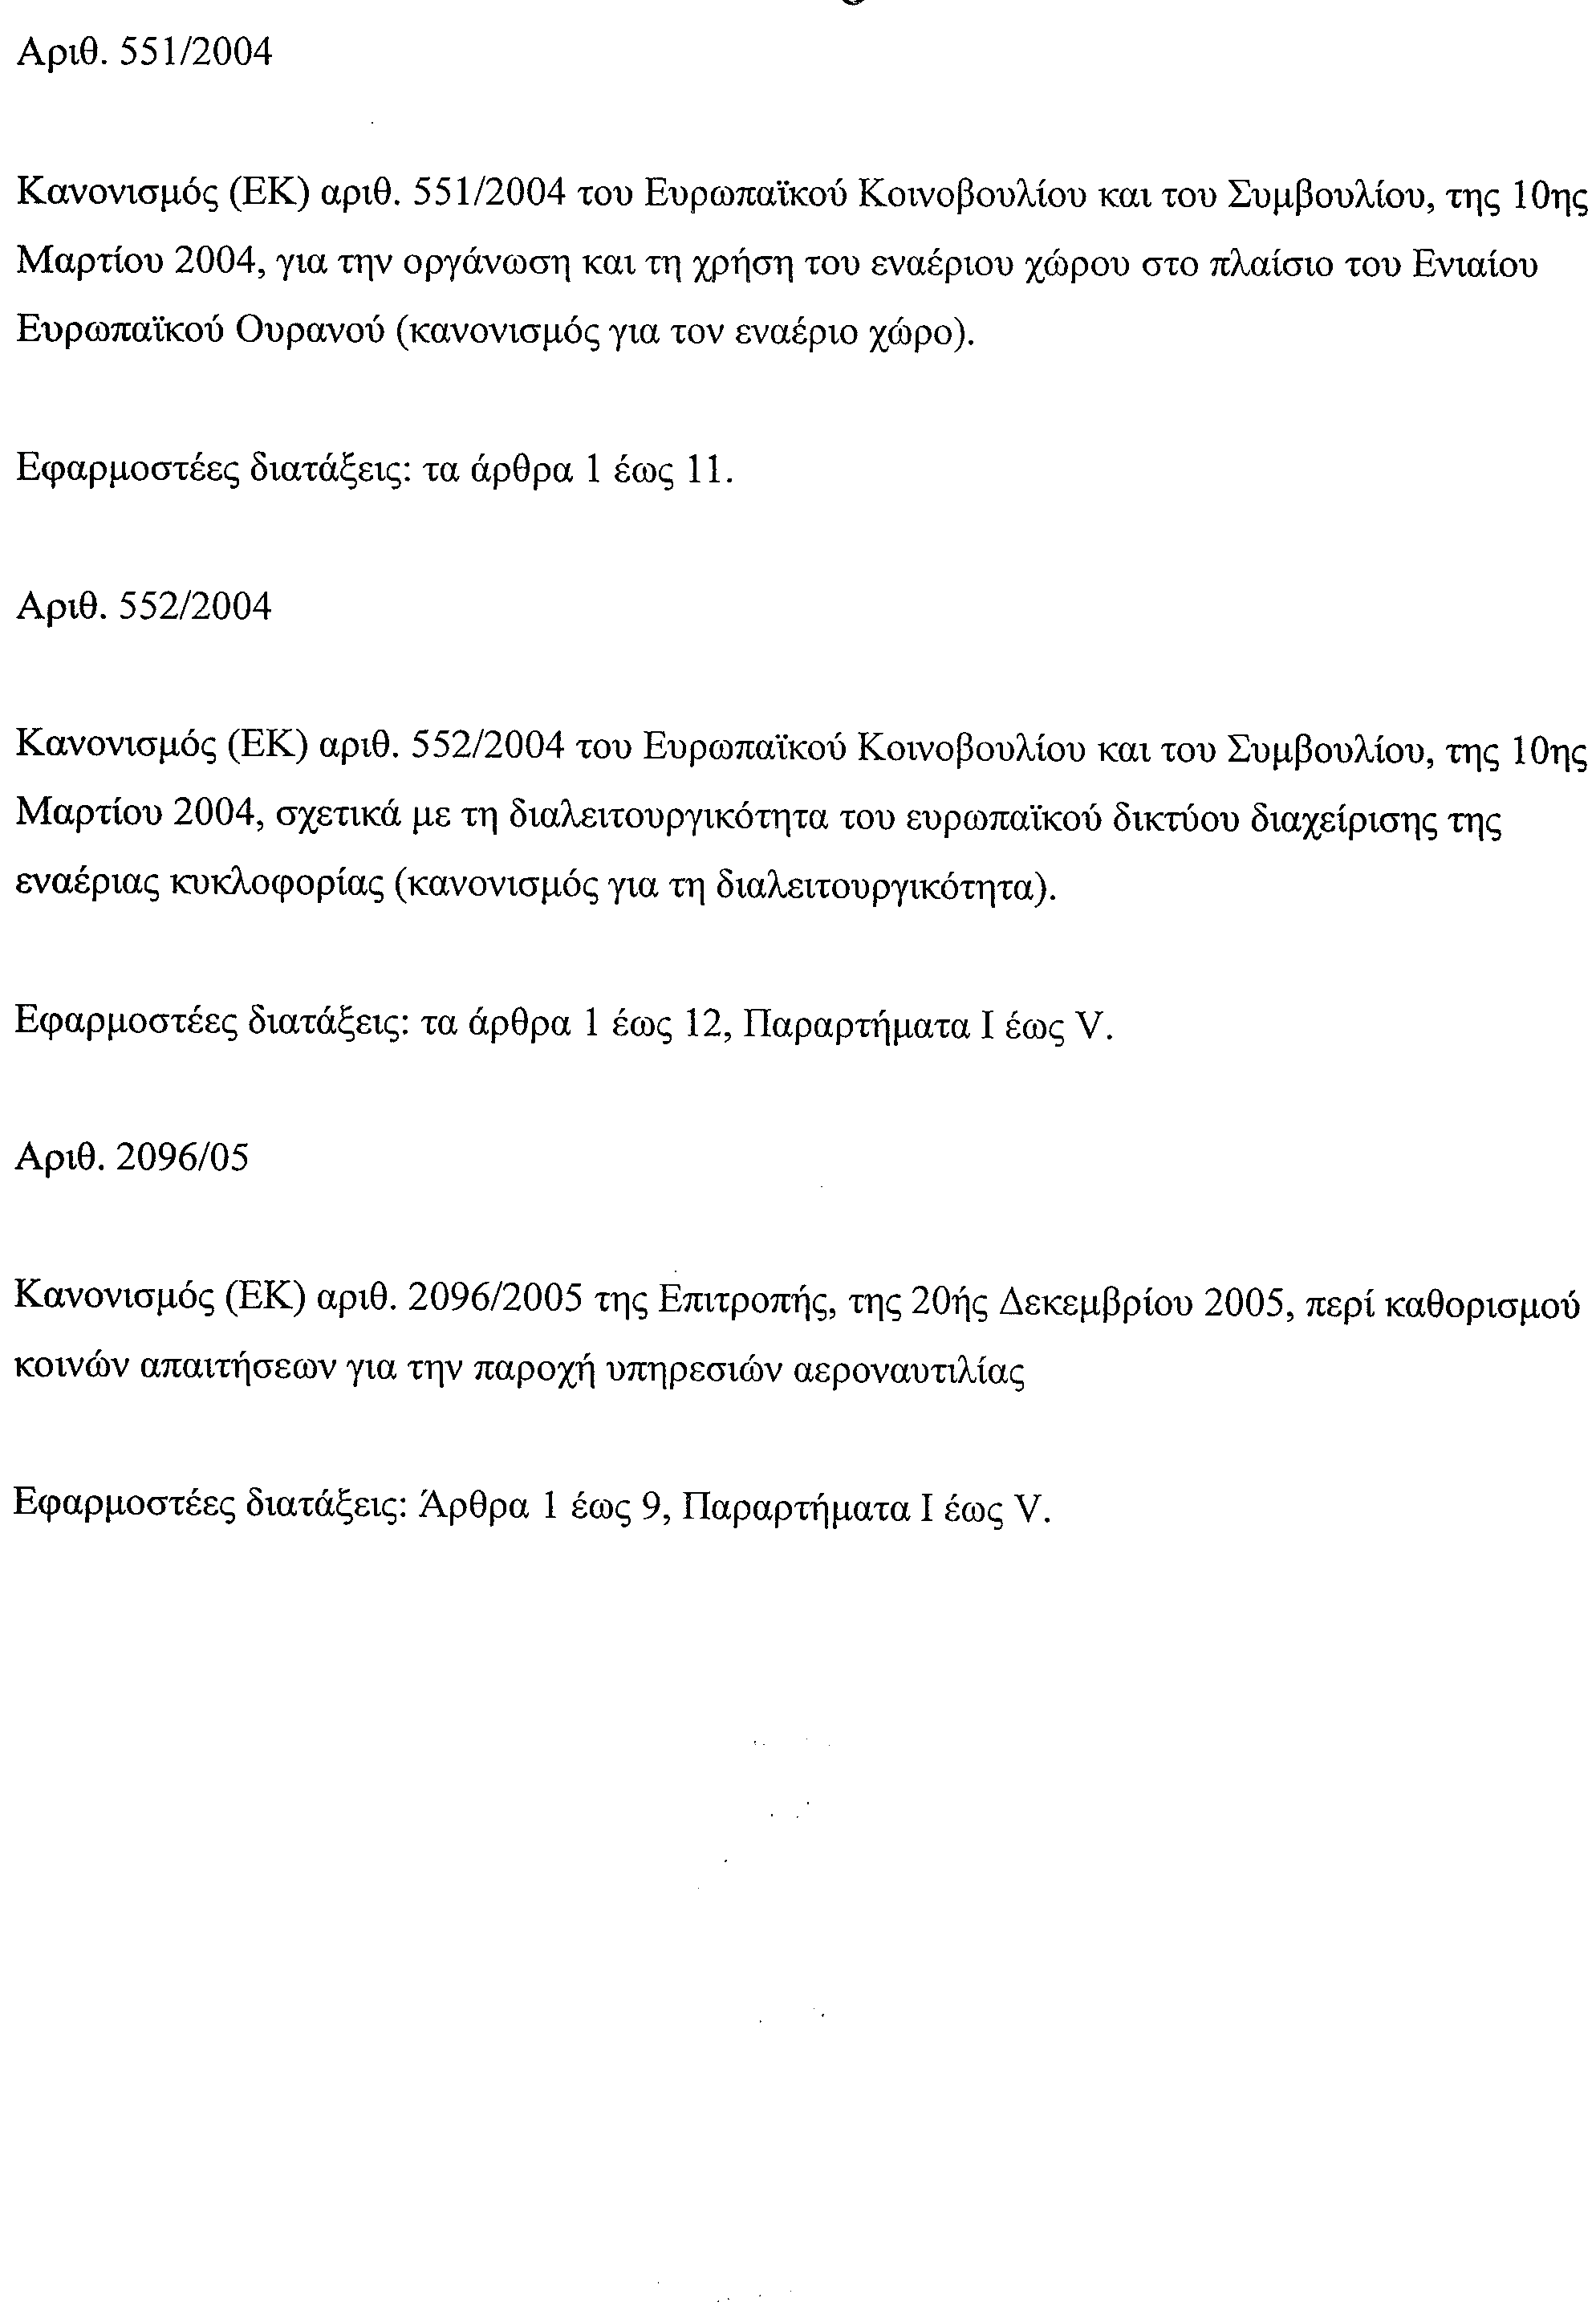 Αριθ. 551/2004
Κανονισμός (ΕΚ) αριθ. 551/2004 του Ευρωπαϊκού Κοινοβουλίου και του Συμβουλίου, της 10ης
Μαρτίου 2004, για την οργάνωση και τη χρήση του εναέριου χώρου στο πλαίσιο του Ενιαίου
Ευρωπαϊκού Ουρανού (κανονισμός για τον εναέριο χώρο).
Εφαρμοστέες διατάξεις: τα άρθρα 1 έως 11.
Αριθ. 552/2004
Κανονισμός (ΕΚ) αριθ. 552/2004 του Ευρωπαϊκού Κοινοβουλίου και του Συμβουλίου, της 10ης
Μαρτίου 2004, σχετικά με τη διαλειτουργικότητα του ευρωπαϊκού δικτύου διαχείρισης της
εναέριας κυκλοφορίας (κανονισμός για τη διαλειτουργικότητα).
Εφαρμοστέες διατάξεις: τα άρθρα 1 έως 12, Παραρτήματα Ι έως V.
Αριθ. 2096/05
Κανονισμός (ΕΚ) αριθ. 2096/2005 της Επιτροπής, της 20ής Δεκεμβρίου 2005, περί καθορισμού
κοινών απαιτήσεων για την παροχή υπηρεσιών αεροναυτιλίας
Εφαρμοστέες διατάξεις: Άρθρα 1 έως 9, Παραρτήματα Ι έως V.